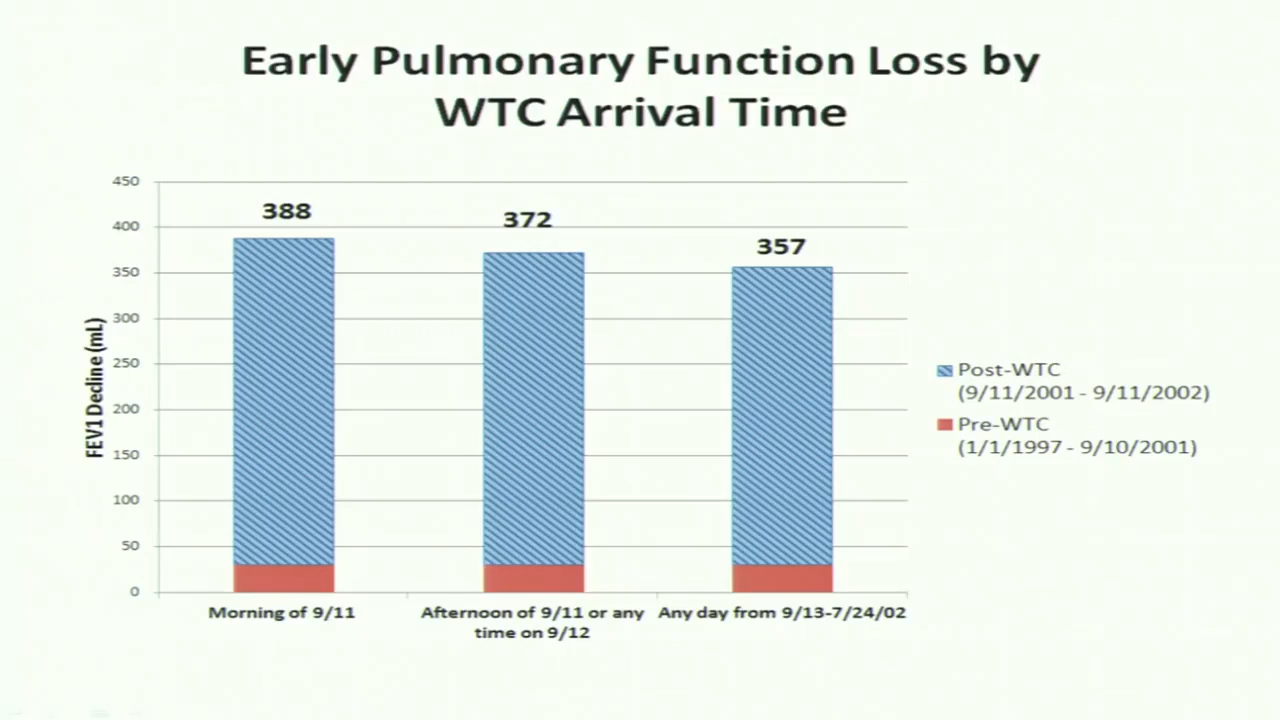 Early Pulmonary Function Loss by
WTC Arrival Time
450
400
350
300
250
200
150
100
50
0
FEV1 Decline (mL)
388
372
357
Morning of 9/11
Afternoon of 9/11 or any
time on 9/12
Any day from 9/13-7/24/02
Post-WTC
(9/11/2001 - 9/11/2002)
Pre-WTC
(1/1/1997 - 9/10/2001)